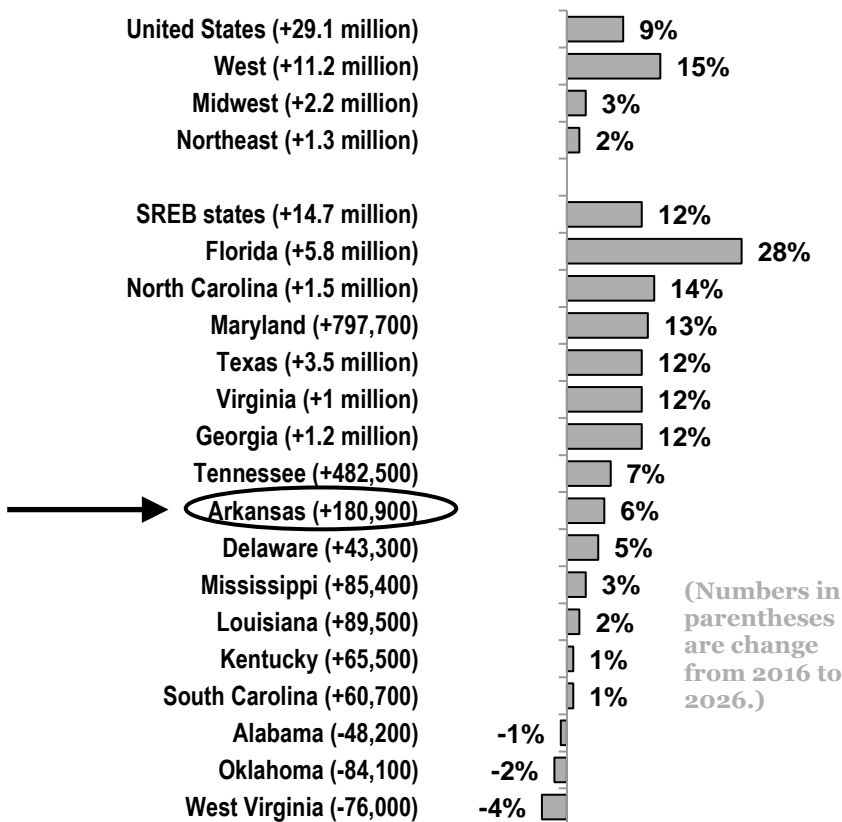 United States (+29.1 million) 9%
West (+11.2 million) 15%
Midwest (+2.2 million) 3%
Northeast (+1.3 million) 2%
SREB states (+14.7 million) 12%
Florida (+5.8 million) 28%
North Carolina (+1.5 million) 14%
Maryland (+797,700) 13%
Texas (+3.5 million) 12%
Virginia (+1 million) 12%
Georgia (+1.2 million) 12%
Tennessee (+482,500) 7%
Arkansas (+180,900) 6%
Delaware (+43,300) 5%
Mississippi (+85,400) 3%
Louisiana (+89,500) 2%
Kentucky (+65,500) 1%
South Carolina (+60,700) 1%
Alabama (-48,200) -1%
Oklahoma (-84,100) -2%
West Virginia (-76,000) -4%
(Numbers in
parentheses
are change
from 2016 to
2026.)